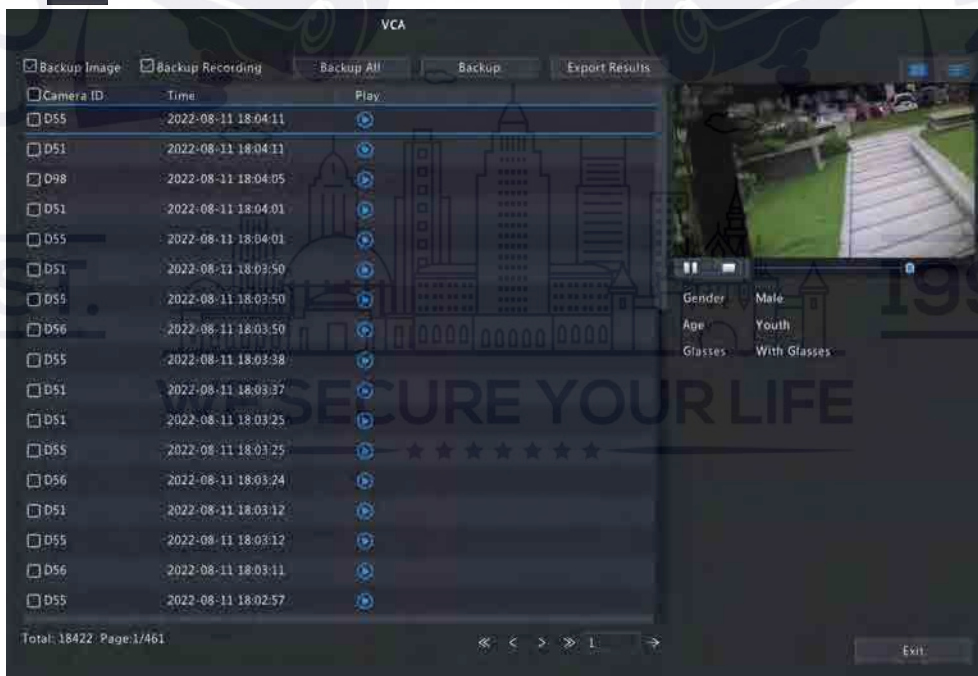 VCA
Backup Image Backup Recording Backup All Backup Export Results
Camera ID Time Play
D55 2022-08-11 18:04:11
D51 2022-08-11 18:04:11
D98 2022-08-11 18:04:05
D51 2022-08-11 18:04:01
D55 2022-08-11 18:04:01
D51 2022-08-11 18:03:50
D55 2022-08-11 18:03:50
D56 2022-08-11 18:03:50
D55 2022-08-11 18:03:38
D51 2022-08-11 18:03:37
D51 2022-08-11 18:03:25
D55 2022-08-11 18:03:25
D56 2022-08-11 18:03:24
D51 2022-08-11 18:03:12
D55 2022-08-11 18:03:12
D56 2022-08-11 18:03:11
D55 2022-08-11 18:02:57
Total: 18422 Page:1/461
1
Gender Male
Age Youth
Glasses With Glasses
SECURE YOUR LIFE
Exit